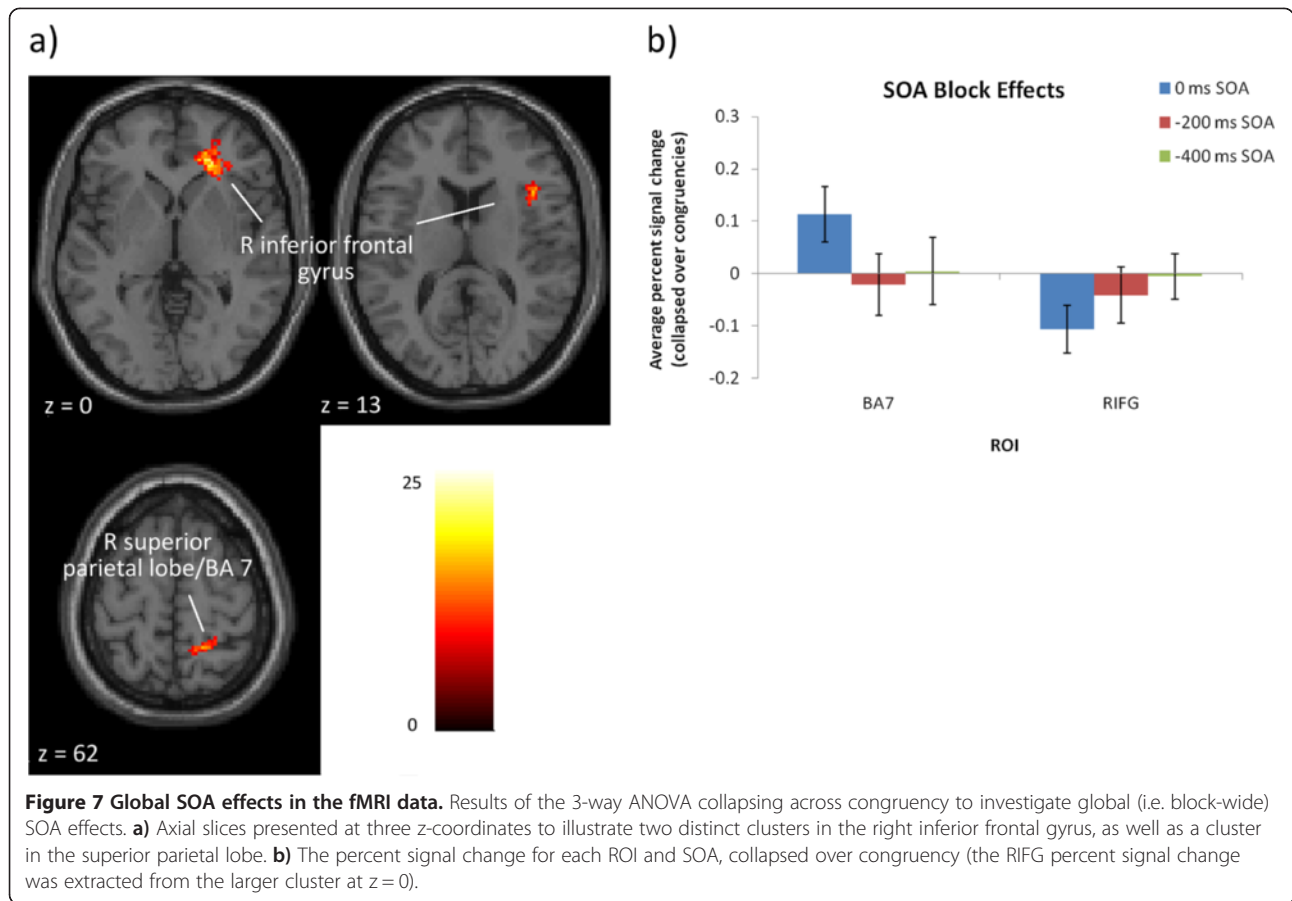 a)
R inferior frontal
gyrus
z = 0
z = 13
R superior
parietal lobe/BA 7
z = 62
25
0
b)
SOA Block Effects
0 ms SOA
-200 ms SOA
-400 ms SOA
Average percent signal change
(collapsed over congruencies)
0.3
0.2
0.1
0
-0.1
-0.2
BA7
RIFG
ROI
Figure 7 Global SOA effects in the fMRI data. Results of the 3-way ANOVA collapsing across congruency to investigate global (i.e. block-wide)
SOA effects. a) Axial slices presented at three z-coordinates to illustrate two distinct clusters in the right inferior frontal gyrus, as well as a cluster
in the superior parietal lobe. b) The percent signal change for each ROI and SOA, collapsed over congruency (the RIFG percent signal change
was extracted from the larger cluster at z = 0).